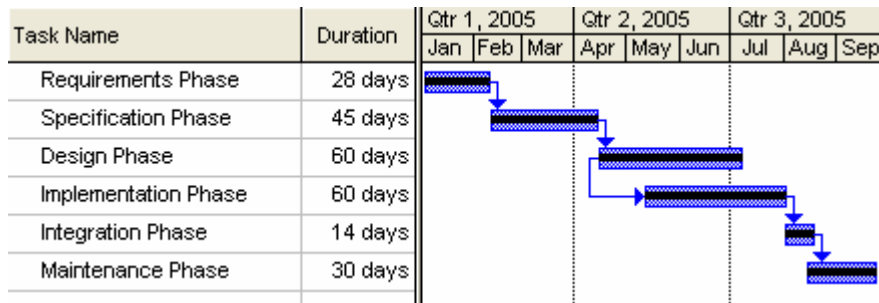 Task Name Duration Qtr 1, 2005 Qtr 2, 2005 Qtr 3, 2005
Jan Feb Mar Apr May Jun Jul Aug Sep
Requirements Phase 28 days
Specification Phase 45 days
Design Phase 60 days
Implementation Phase 60 days
Integration Phase 14 days
Maintenance Phase 30 days